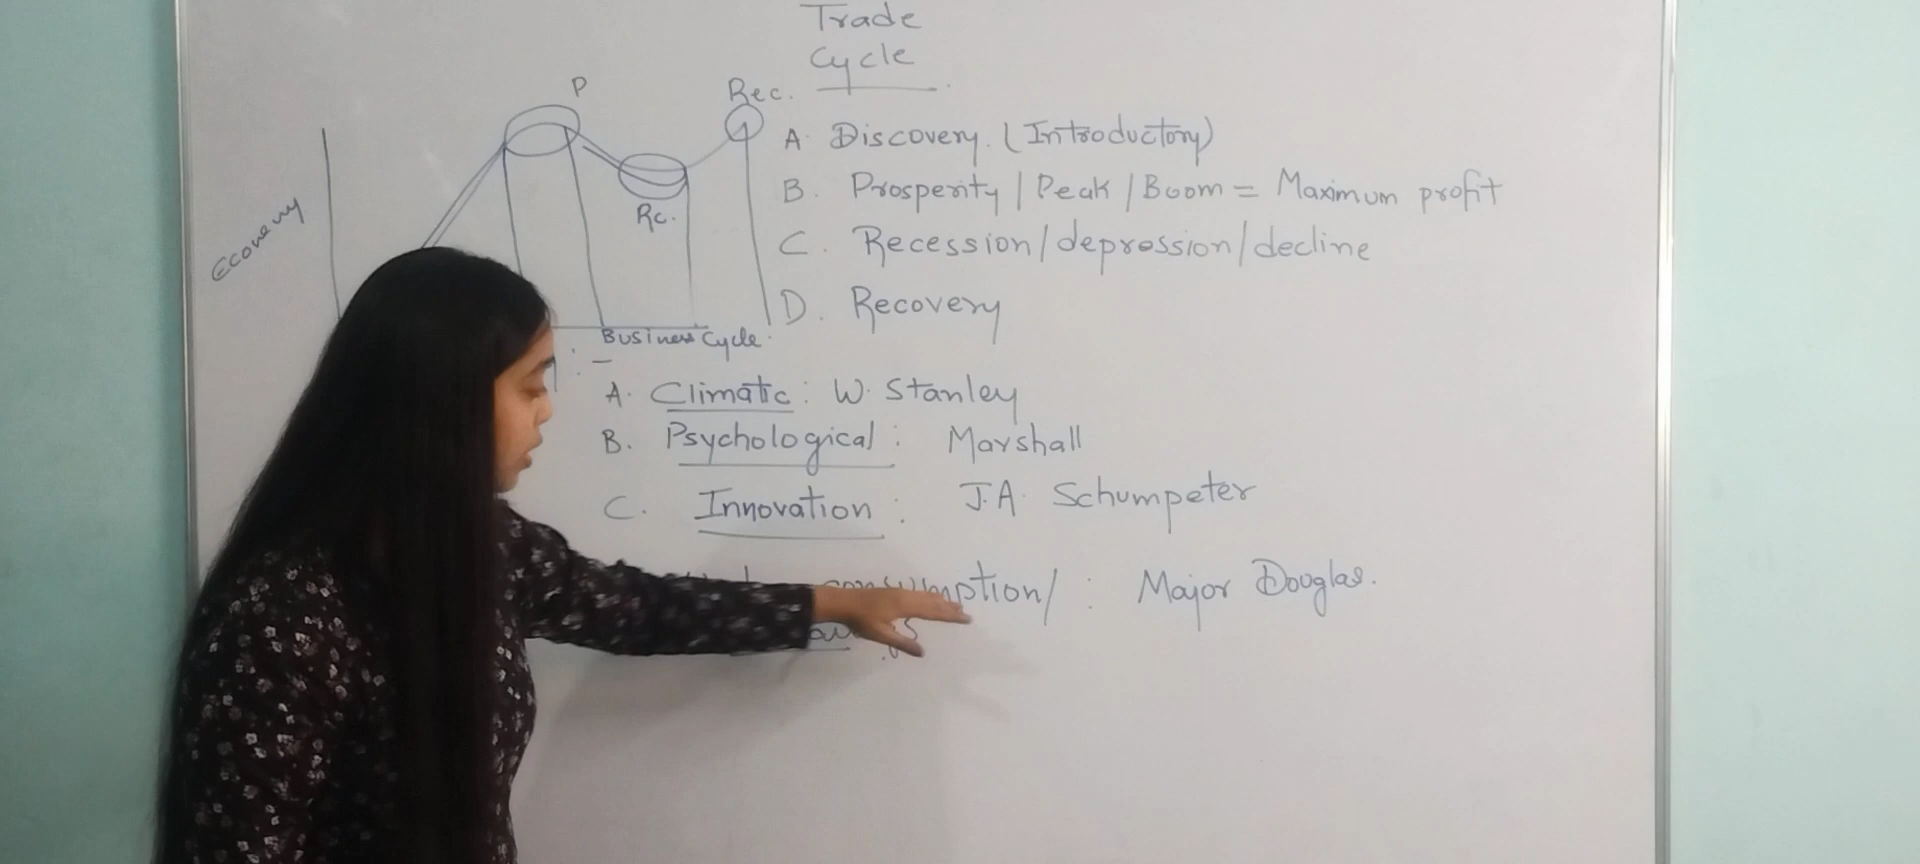 Trade
Cycle
P
Rec.
Rc.
Economy
Business Cycle
A. Discovery. (Introductory)
B. Prosperity / Peak / Boom = Maximum profit
C. Recession / depression / decline
D. Recovery
A. Climatic : W. Stanley
B. Psychological : Marshall
C. Innovation : J.A. Schumpeter
consumption / : Major Douglas.